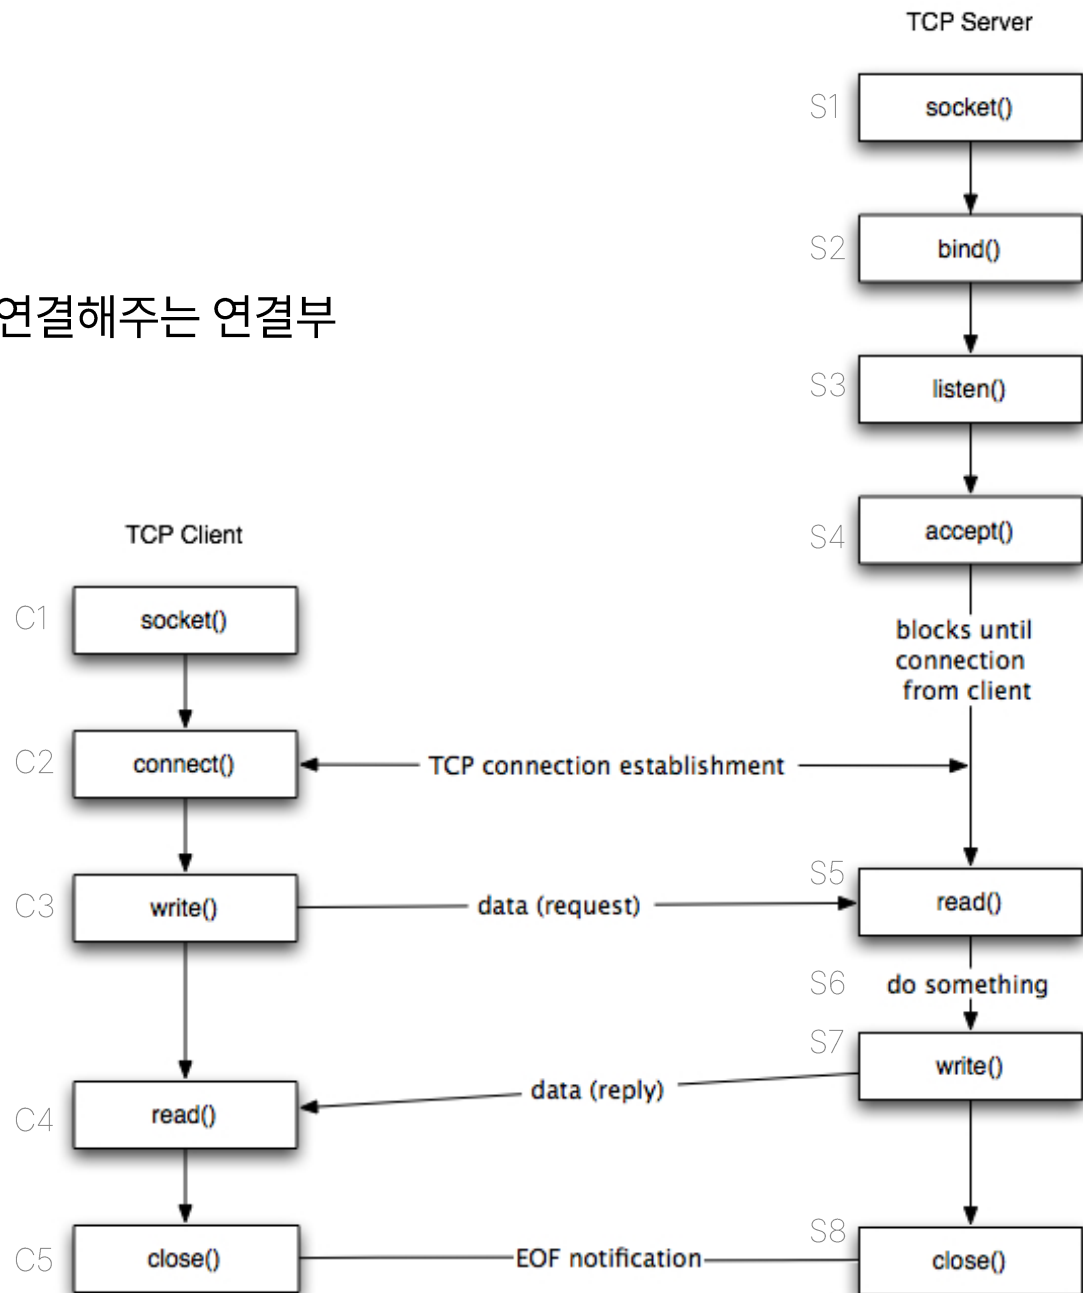 TCP Server
S1
socket()
S2
bind()
연결해주는 연결부
S3
listen()
S4
accept()
TCP Client
C1
socket()
blocks until
connection
from client
C2
connect()
TCP connection establishment
S5
read()
C3
write()
data (request)
S6
do something
S7
write()
data (reply)
C4
read()
S8
close()
C5
close()
EOF notification